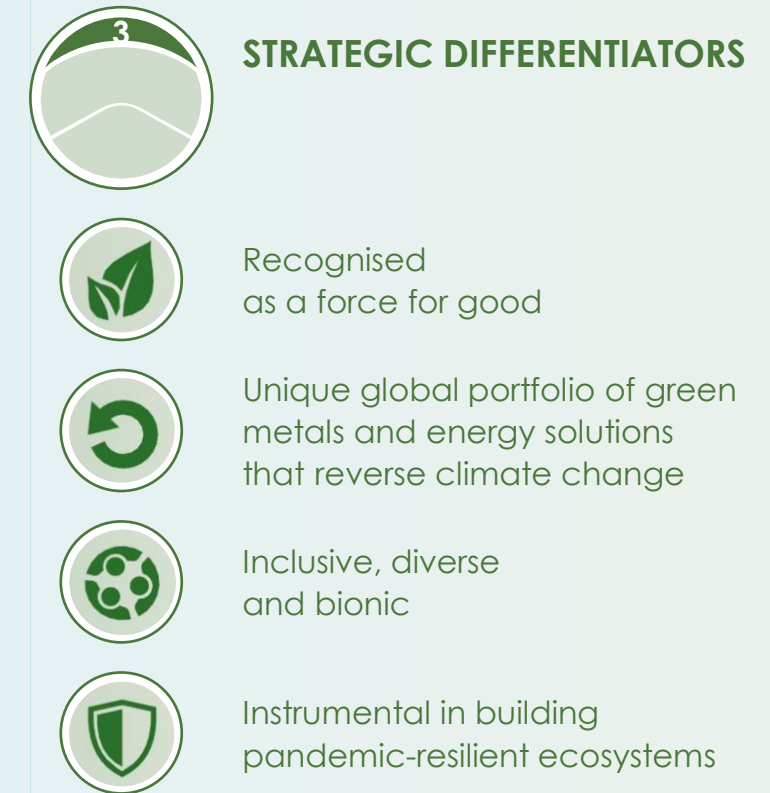 3
STRATEGIC DIFFERENTIATORS
Recognised
as a force for good
Unique global portfolio of green
metals and energy solutions
that reverse climate change
Inclusive, diverse
and bionic
Instrumental in building
pandemic-resilient ecosystems